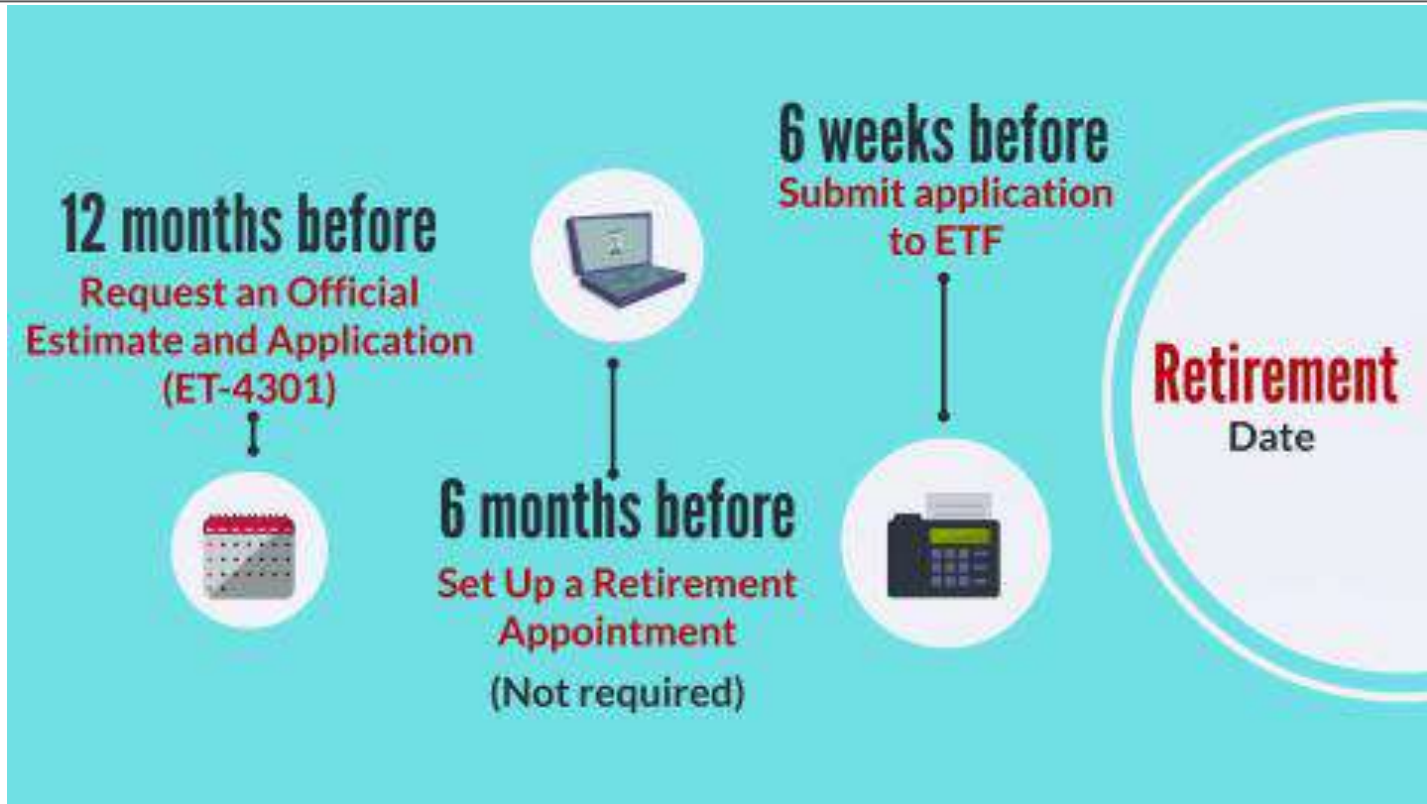 12 months before
Request an Official
Estimate and Application
(ET-4301)
6 months before
Set Up a Retirement
Appointment
(Not required)
6 weeks before
Submit application
to ETF
Retirement
Date